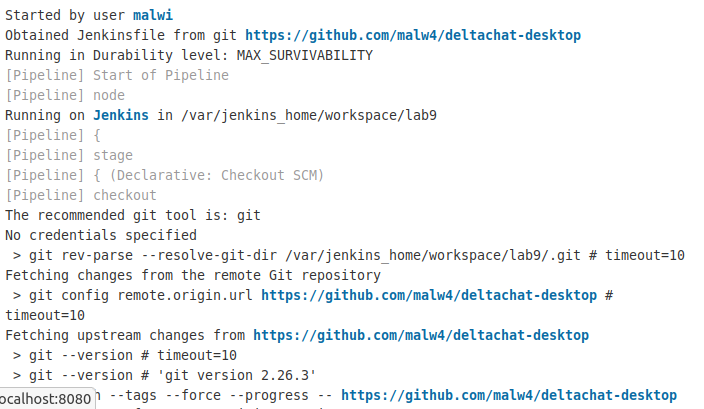 Started by user malwi
Obtained Jenkinsfile from git https://github.com/malw4/deltachat-desktop
Running in Durability level: MAX_SURVIVABILITY
[Pipeline] Start of Pipeline
[Pipeline] node
Running on Jenkins in /var/jenkins_home/workspace/lab9
[Pipeline] {
[Pipeline] stage
[Pipeline] { (Declarative: Checkout SCM)
[Pipeline] checkout
The recommended git tool is: git
No credentials specified
 > git rev-parse --resolve-git-dir /var/jenkins_home/workspace/lab9/.git # timeout=10
Fetching changes from the remote Git repository
 > git config remote.origin.url https://github.com/malw4/deltachat-desktop #
timeout=10
Fetching upstream changes from https://github.com/malw4/deltachat-desktop
 > git --version # timeout=10
 > git --version # 'git version 2.26.3'
ocalhost:8080 --tags --force --progress -- https://github.com/malw4/deltachat-desktop